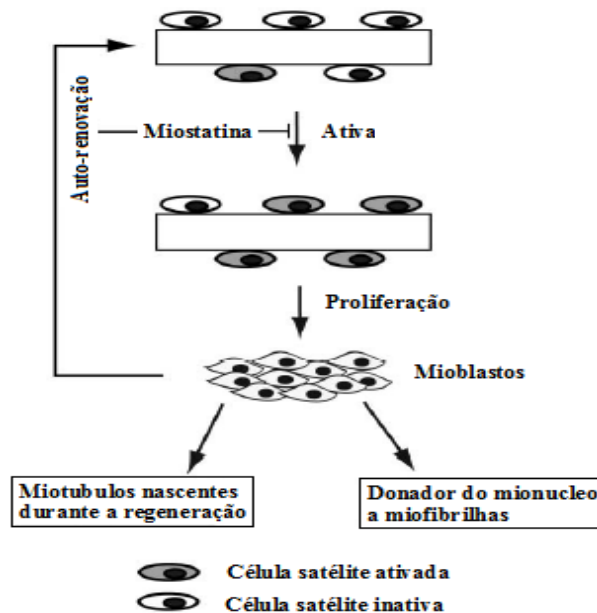 Auto-renovação
Miostatina
Ativa
Proliferação
Mioblastos
Miotubulos nascentes
durante a regeneração
Donador do mionucleo
a miofibrilhas
Célula satélite ativada
Célula satélite inativa